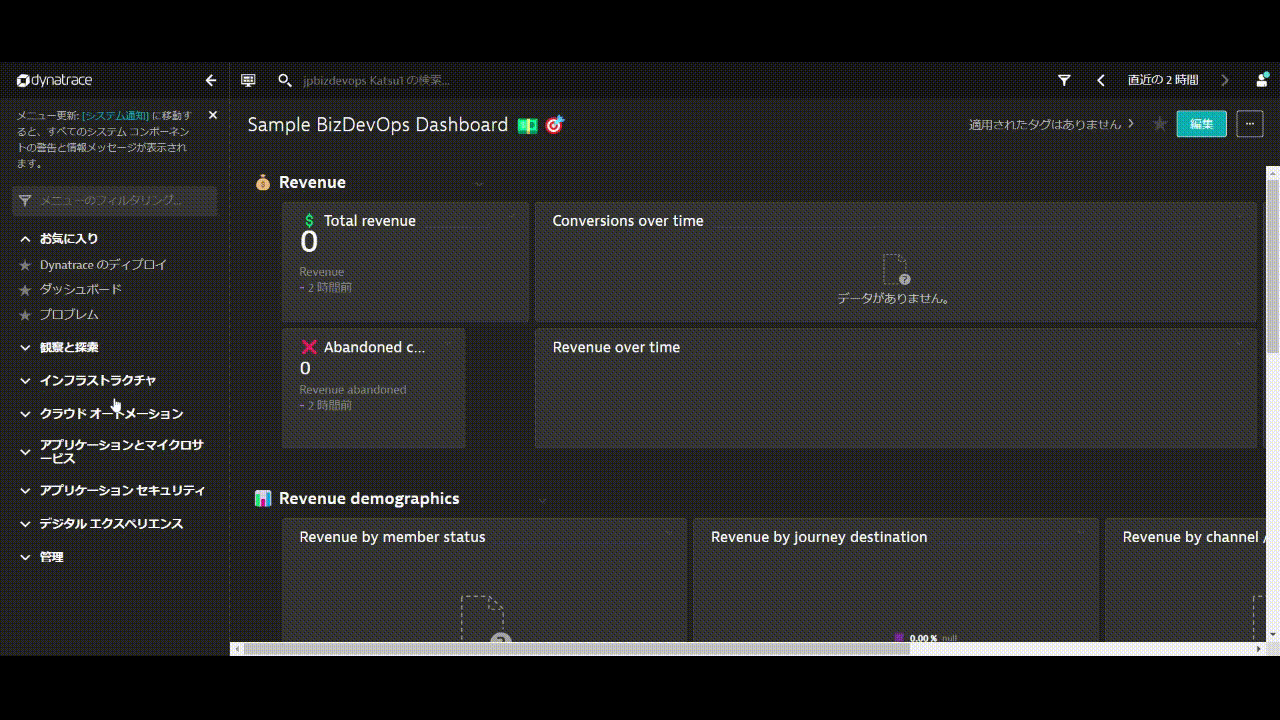 dynatrace
jpbizdevops Katsu1 の検索...
直近の 2 時間
メニュー更新: [システム通知] に移動す
ると、すべてのシステム コンポーネン
トの警告と情報メッセージが表示され
ます。
メニューのフィルタリング...
お気に入り
Dynatrace のディプロイ
ダッシュボード
プロブレム
観察と探索
インフラストラクチャ
クラウド オートメーション
アプリケーションとマイクロサ
ービス
アプリケーション セキュリティ
デジタル エクスペリエンス
管理
Sample BizDevOps Dashboard
適用されたタグはありません
編集
Revenue
Total revenue
0
Revenue
- 2 時間前
Conversions over time
データがありません。
Abandoned c...
0
Revenue abandoned
- 2 時間前
Revenue over time
Revenue demographics
Revenue by member status
Revenue by journey destination
0.00 % null
Revenue by channel /